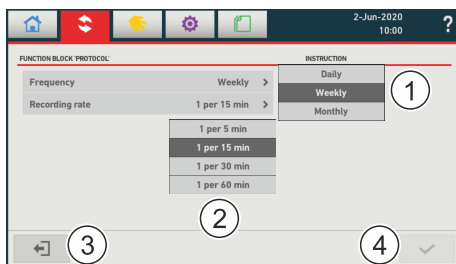 2-Jun-2020
10:00
?
FUNCTION BLOCK 'PROTOCOL'
INSTRUCTION
Frequency Weekly >
Recording rate 1 per 15 min >
Daily
Weekly
Monthly
1
1 per 5 min
1 per 15 min
1 per 30 min
1 per 60 min
2
3
4